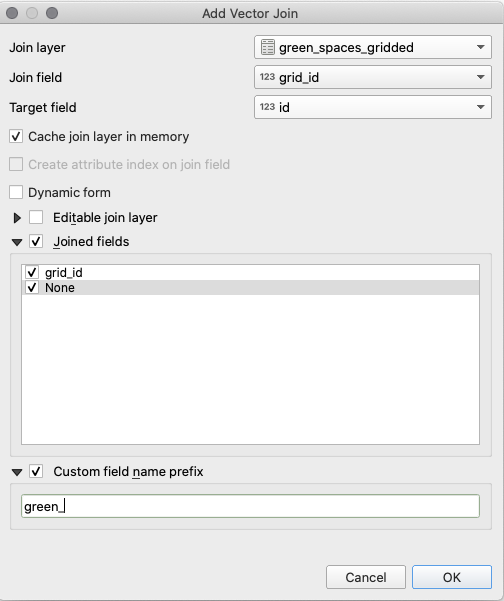 Add Vector Join
Join layer green_spaces_gridded
Join field 123 grid_id
Target field 123 id
Cache join layer in memory
Create attribute index on join field
Dynamic form
Editable join layer
Joined fields
grid_id
None
Custom field name prefix
green_
Cancel OK